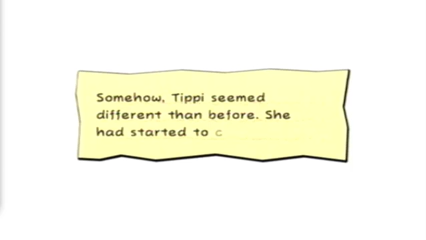 Somehow, Tippi seemed
different than before. She
had started to c